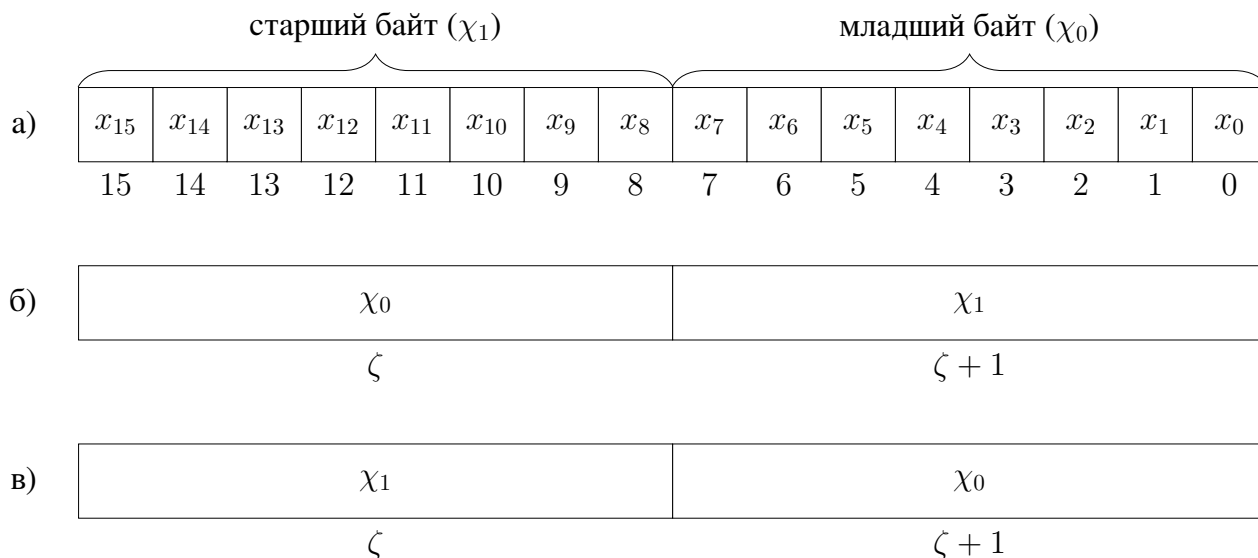 старший байт (χ₁) младший байт (χ₀)
а) x₁₅ x₁₄ x₁₃ x₁₂ x₁₁ x₁₀ x₉ x₈ x₇ x₆ x₅ x₄ x₃ x₂ x₁ x₀
15 14 13 12 11 10 9 8 7 6 5 4 3 2 1 0
б) χ₀ χ₁
ζ ζ + 1
в) χ₁ χ₀
ζ ζ + 1